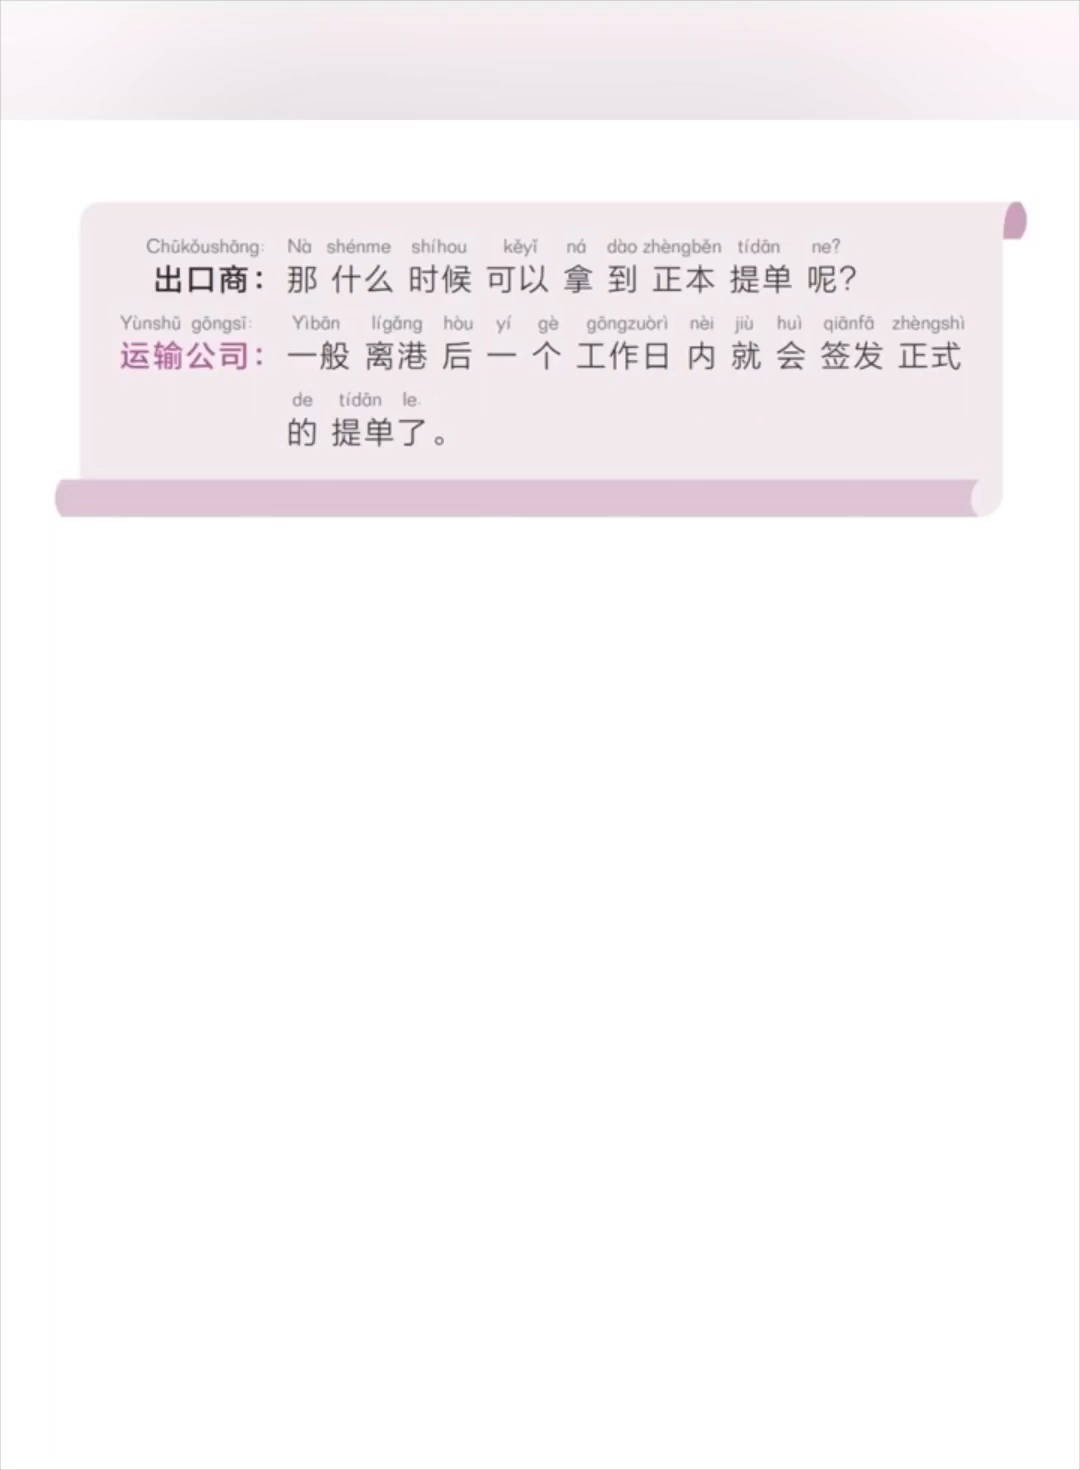 Chūkǒushāng: Nà shénme shíhou kěyǐ ná dào zhèngběn tídān ne?
出口商：那 什么 时候 可以 拿 到 正本 提单 呢？
Yùnshū gōngsī: Yìbān lígǎng hòu yí gè gōngzuòrì nèi jiù huì qiānfā zhèngshì
运输公司：一般 离港 后 一 个 工作日 内 就 会 签发 正式
de tídān le.
的 提单了。